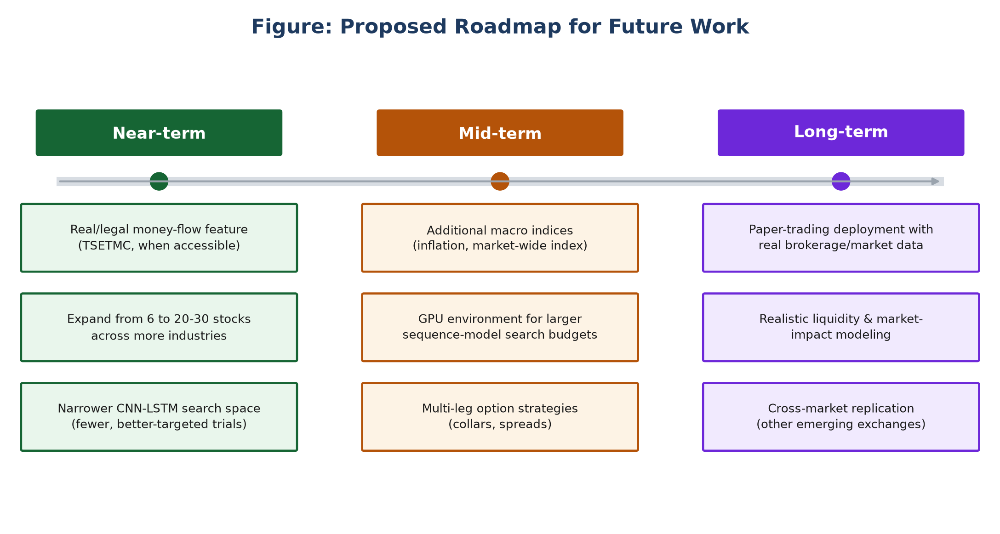 Figure: Proposed Roadmap for Future Work
Near-term
Mid-term
Long-term
Real/legal money-flow feature
(TSETMC, when accessible)
Expand from 6 to 20-30 stocks
across more industries
Narrower CNN-LSTM search space
(fewer, better-targeted trials)
Additional macro indices
(inflation, market-wide index)
GPU environment for larger
sequence-model search budgets
Multi-leg option strategies
(collars, spreads)
Paper-trading deployment with
real brokerage/market data
Realistic liquidity & market-
impact modeling
Cross-market replication
(other emerging exchanges)